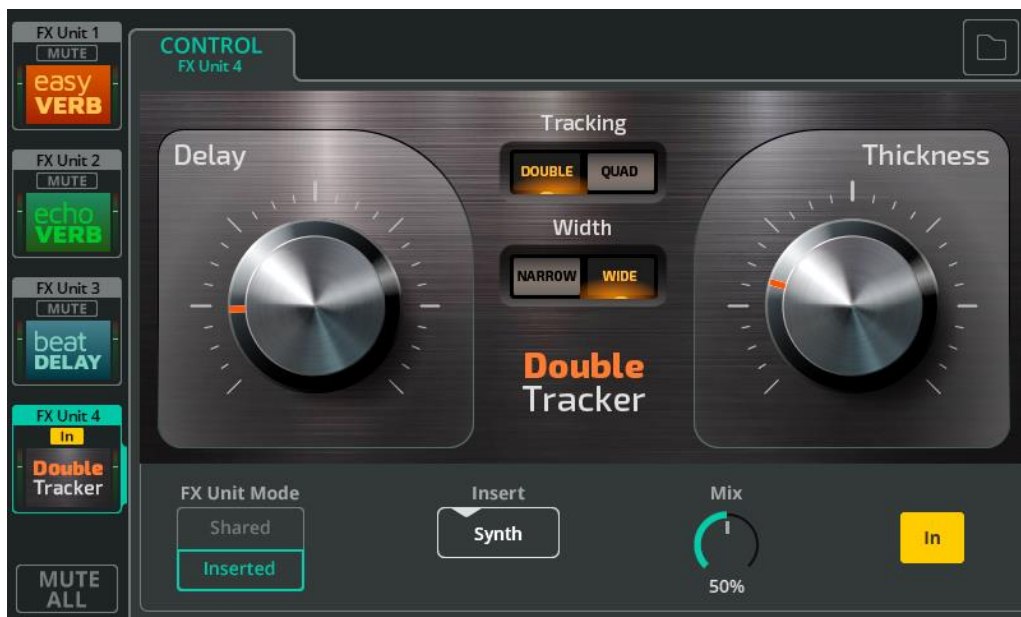 FX Unit 1
MUTE
easy
VERB
FX Unit 2
MUTE
echo
VERB
FX Unit 3
MUTE
beat
DELAY
FX Unit 4
In
Double
Tracker
MUTE
ALL
CONTROL
FX Unit 4
Delay
Tracking
DOUBLE QUAD
Width
NARROW WIDE
Double
Tracker
Thickness
FX Unit Mode
Shared
Inserted
Insert
Synth
Mix
50%
In